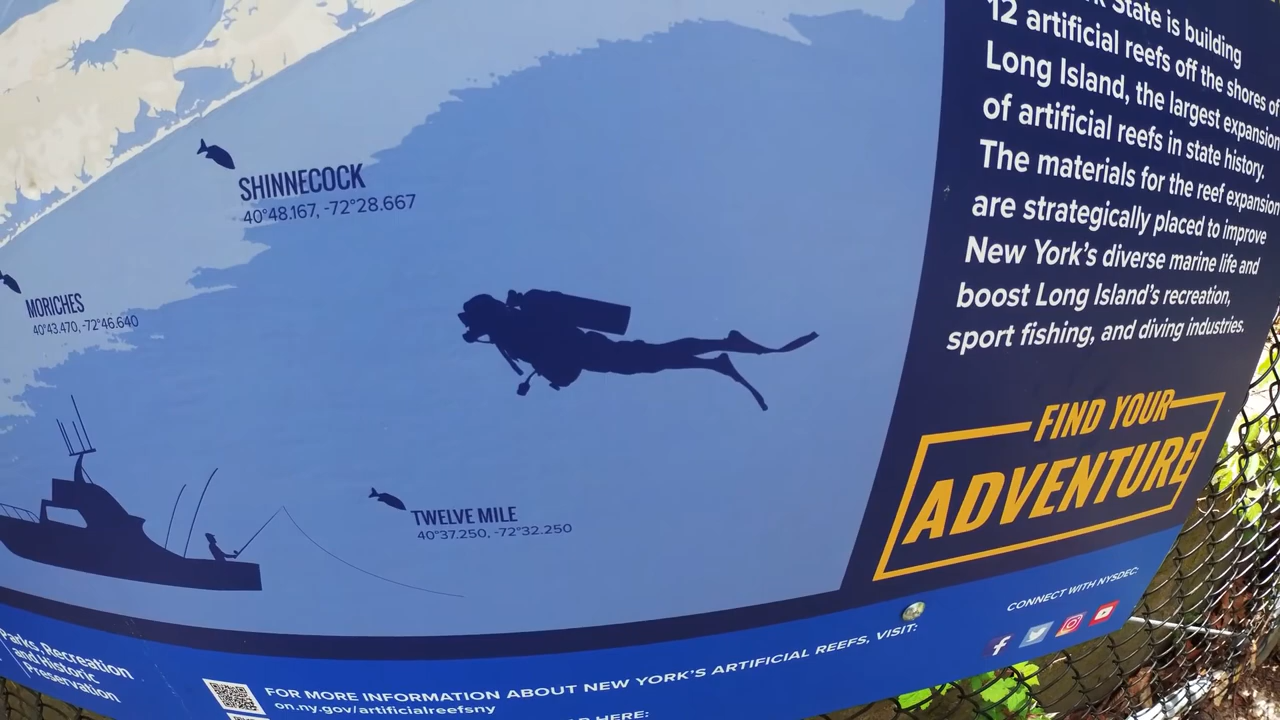 State is building
12 artificial reefs off the shores of
Long Island, the largest expansion
of artificial reefs in state history.
The materials for the reef expansion
are strategically placed to improve
New York's diverse marine life and
boost Long Island's recreation,
sport fishing, and diving industries.
SHINNECOCK
40°48.167, -72°28.667
MORICHES
40°43.470, -72°46.640
TWELVE MILE
40°37.250, -72°32.250
FIND YOUR
ADVENTURE
CONNECT WITH NYSDEC:
Parks Recreation
and Historic
Preservation
FOR MORE INFORMATION ABOUT NEW YORK'S ARTIFICIAL REEFS, VISIT:
on.ny.gov/artificialreefsny
HERE: